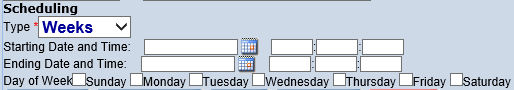 Scheduling
Type * Weeks
Starting Date and Time: : :
Ending Date and Time: : :
Day of Week Sunday Monday Tuesday Wednesday Thursday Friday Saturday